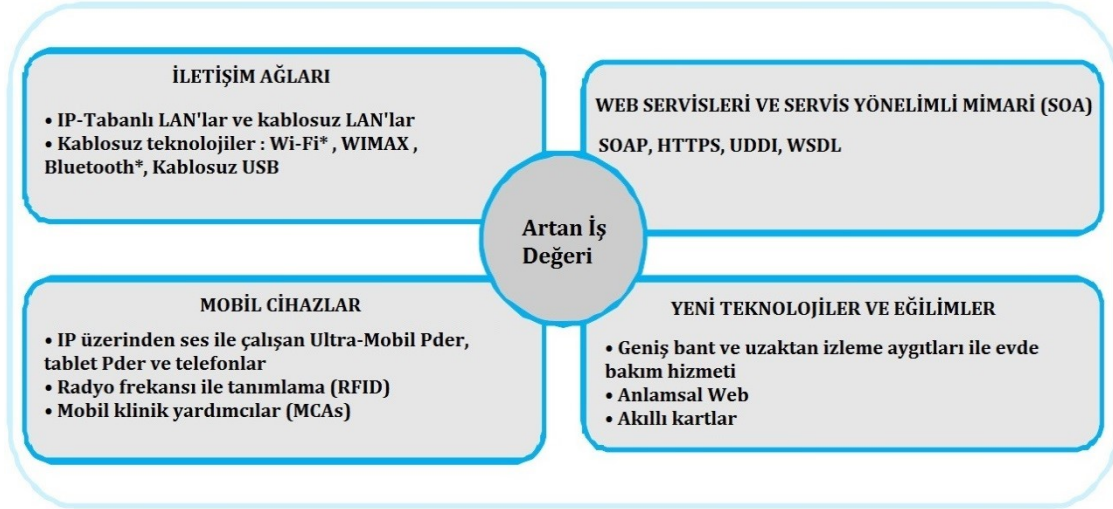 İLETİŞİM AĞLARI
• IP-Tabanlı LAN'lar ve kablosuz LAN'lar
• Kablosuz teknolojiler : Wi-Fi* , WIMAX ,
Bluetooth*, Kablosuz USB
WEB SERVİSLERİ VE SERVİS YÖNELİMLİ MİMARİ (SOA)
SOAP, HTTPS, UDDI, WSDL
Artan İş
Değeri
MOBİL CİHAZLAR
• IP üzerinden ses ile çalışan Ultra-Mobil Pder,
tablet Pder ve telefonlar
• Radyo frekansı ile tanımlama (RFID)
• Mobil klinik yardımcılar (MCAs)
YENİ TEKNOLOJİLER VE EĞİLİMLER
• Geniş bant ve uzaktan izleme aygıtları ile evde
bakım hizmeti
• Anlamsal Web
• Akıllı kartlar